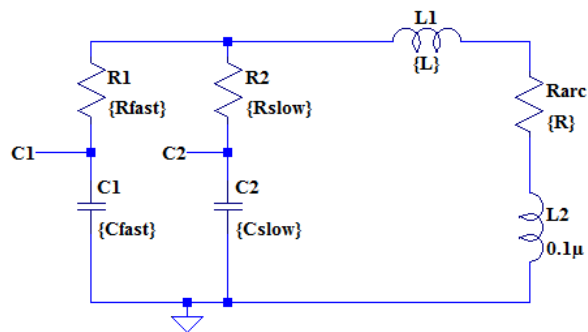 L1
{L}
R1
{Rfast}
R2
{Rslow}
Rarc
{R}
C1
C2
C1
{Cfast}
C2
{Cslow}
L2
0.1µ